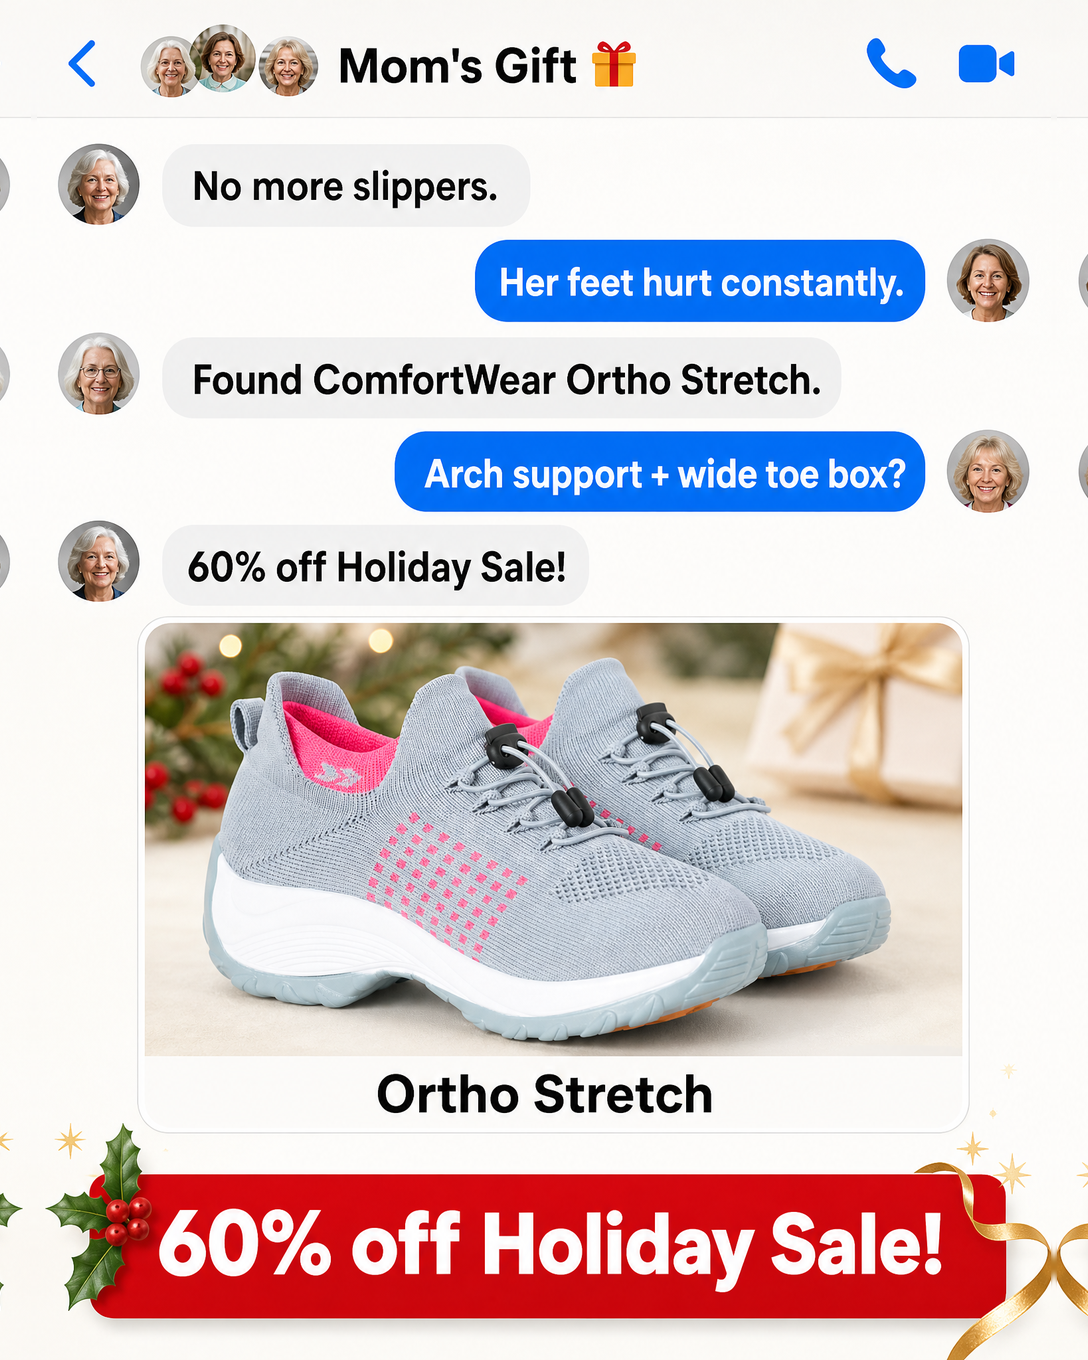 Mom's Gift 🎁
No more slippers.
Her feet hurt constantly.
Found ComfortWear Ortho Stretch.
Arch support + wide toe box?
60% off Holiday Sale!
Ortho Stretch
60% off Holiday Sale!